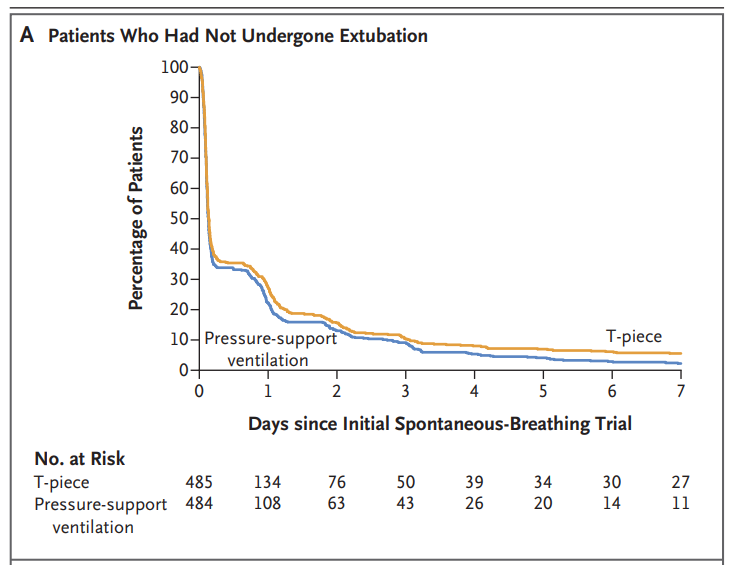 A Patients Who Had Not Undergone Extubation
100
90
80
70
60
50
40
30
20
10
0
Percentage of Patients
T-piece
Pressure-support
ventilation
0 1 2 3 4 5 6 7
Days since Initial Spontaneous-Breathing Trial
No. at Risk
T-piece 485 134 76 50 39 34 30 27
Pressure-support 484 108 63 43 26 20 14 11
ventilation